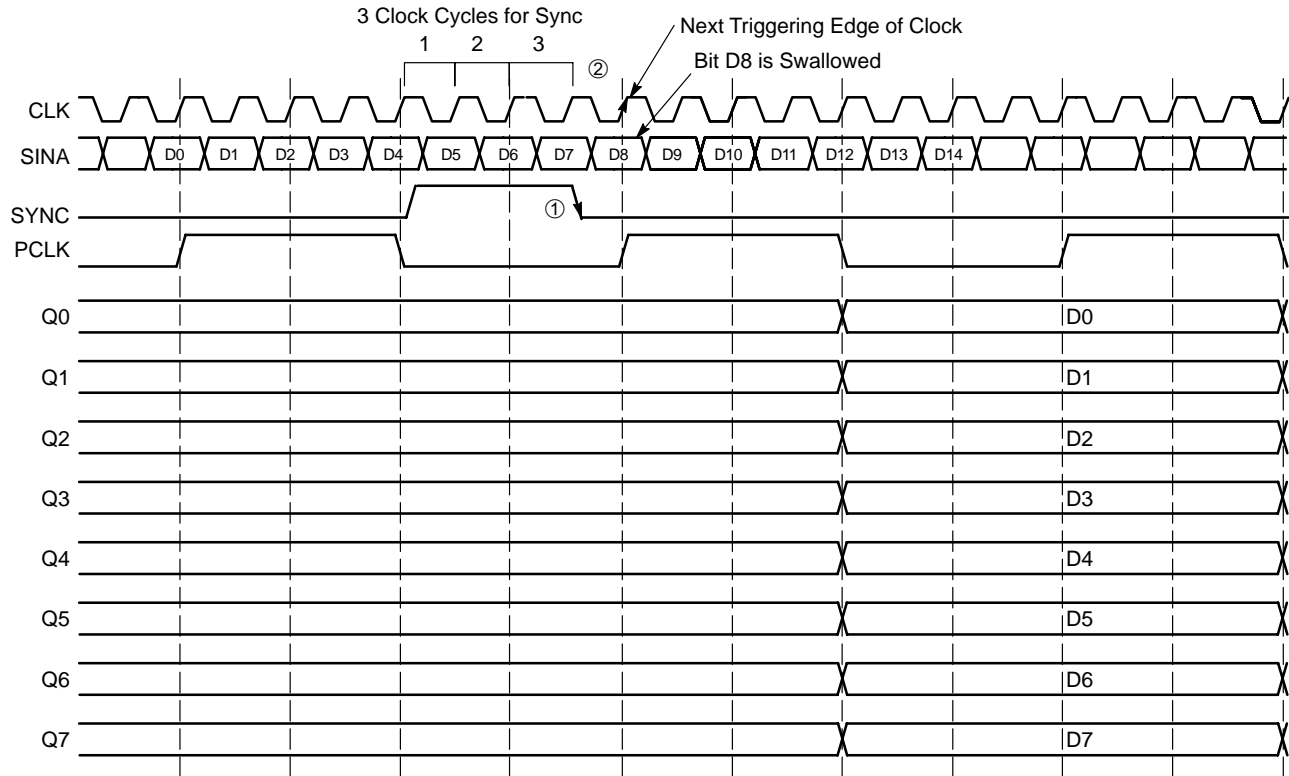 3 Clock Cycles for Sync
1 2 3
②
Next Triggering Edge of Clock
Bit D8 is Swallowed
CLK
SINA D0 D1 D2 D3 D4 D5 D6 D7 D8 D9 D10 D11 D12 D13 D14
SYNC ①
PCLK
Q0 D0
Q1 D1
Q2 D2
Q3 D3
Q4 D4
Q5 D5
Q6 D6
Q7 D7